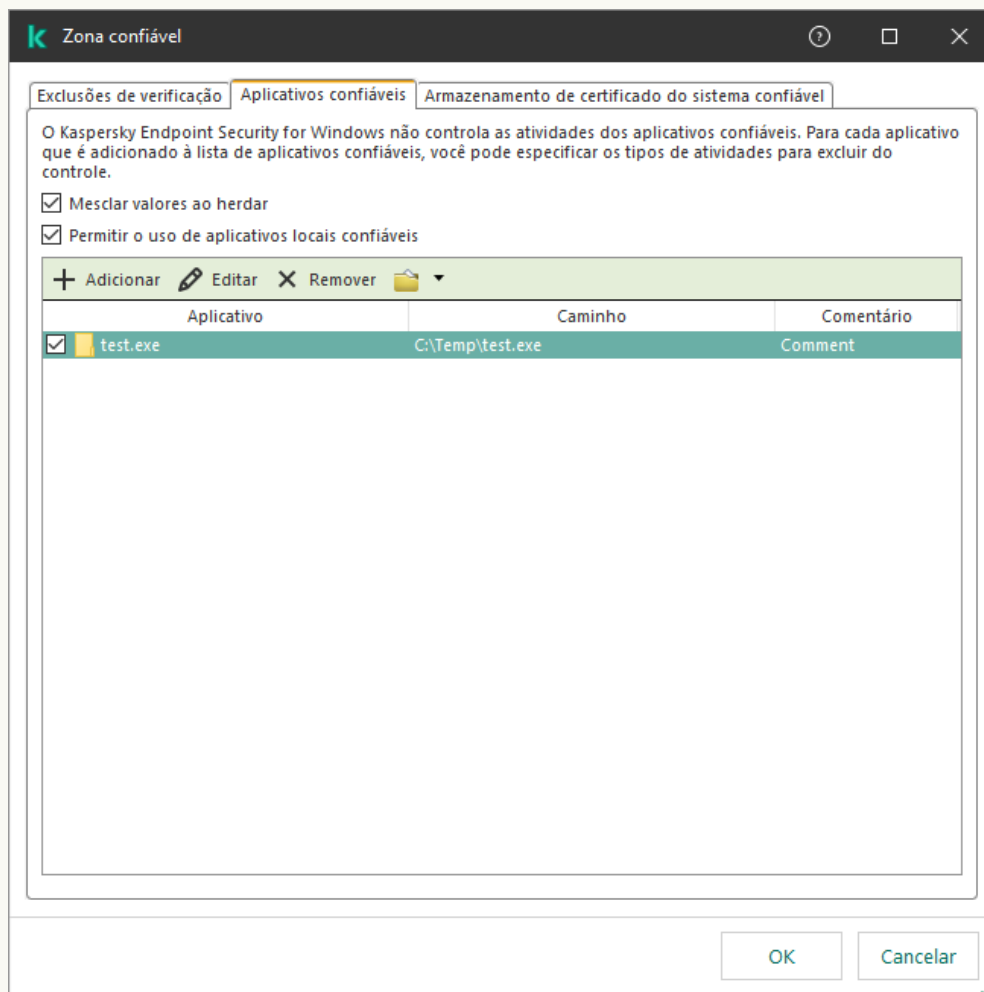 Zona confiável
Exclusões de verificação Aplicativos confiáveis Armazenamento de certificado do sistema confiável
O Kaspersky Endpoint Security for Windows não controla as atividades dos aplicativos confiáveis. Para cada aplicativo
que é adicionado à lista de aplicativos confiáveis, você pode especificar os tipos de atividades para excluir do
controle.
Mesclar valores ao herdar
Permitir o uso de aplicativos locais confiáveis
Adicionar Editar Remover
Aplicativo Caminho Comentário
test.exe C:\Temp\test.exe Comment
OK Cancelar